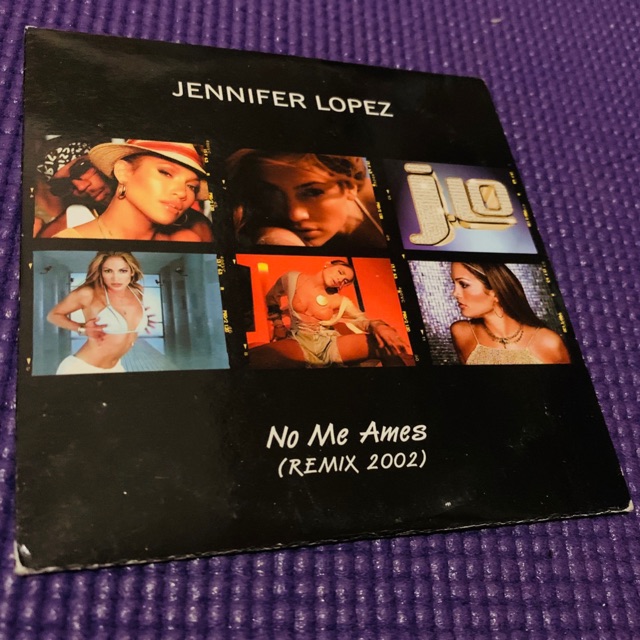 JENNIFER LOPEZ
J.LO
No Me Ames
(REMIX 2002)